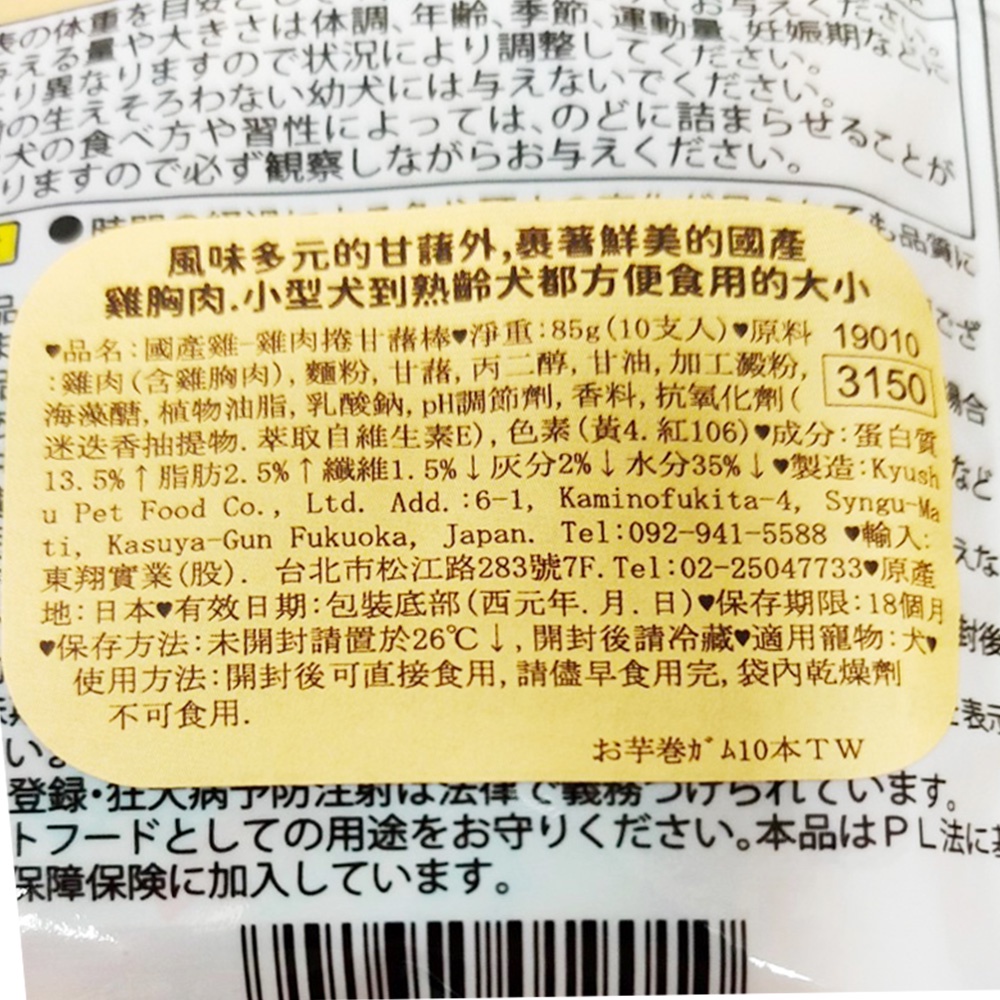 の体重を目安と
える量や大きさは体調、年齢、季節、運動量、妊娠期などに
り異なりますので状況により調整してください。
の生えそろわない幼犬には与えないでください。
犬の食べ方や習性によっては、のどに詰まらせることが
りますので必ず観察しながらお与えください。
品質に
風味多元的甘藷外,裹著鮮美的國產
雞胸肉.小型犬到熟齡犬都方便食用的大小
♥品名:國產雞-雞肉捲甘藷棒♥淨重:85g(10支入)♥原料
19010
:雞肉(含雞胸肉),麵粉,甘藷,丙二醇,甘油,加工澱粉,
3150
海藻醣,植物油脂,乳酸鈉,pH調節劑,香料,抗氧化劑(
迷迭香抽提物.萃取自維生素E),色素(黃4.紅106)♥成分:蛋白質
13.5%↑脂肪2.5%↑纖維1.5%↓灰分2%↓水分35%↓♥製造:Kyush
u Pet Food Co., Ltd. Add.:6-1, Kaminofukita-4, Syngu-Ma
ti, Kasuya-Gun Fukuoka, Japan. Tel:092-941-5588 ♥輸入:
東翔實業(股). 台北市松江路283號7F.Tel:02-25047733♥原產
地:日本♥有效日期:包裝底部(西元年.月.日)♥保存期限:18個月
♥保存方法:未開封請置於26℃↓,開封後請冷藏♥適用寵物:犬♥
使用方法:開封後可直接食用,請儘早食用完,袋內乾燥劑
不可食用.
お芋巻ｶﾞﾑ10本TW
登録・狂犬病予防注射は法律で義務づけられています。
トフードとしての用途をお守りください。本品はPL法に
保障保険に加入しています。